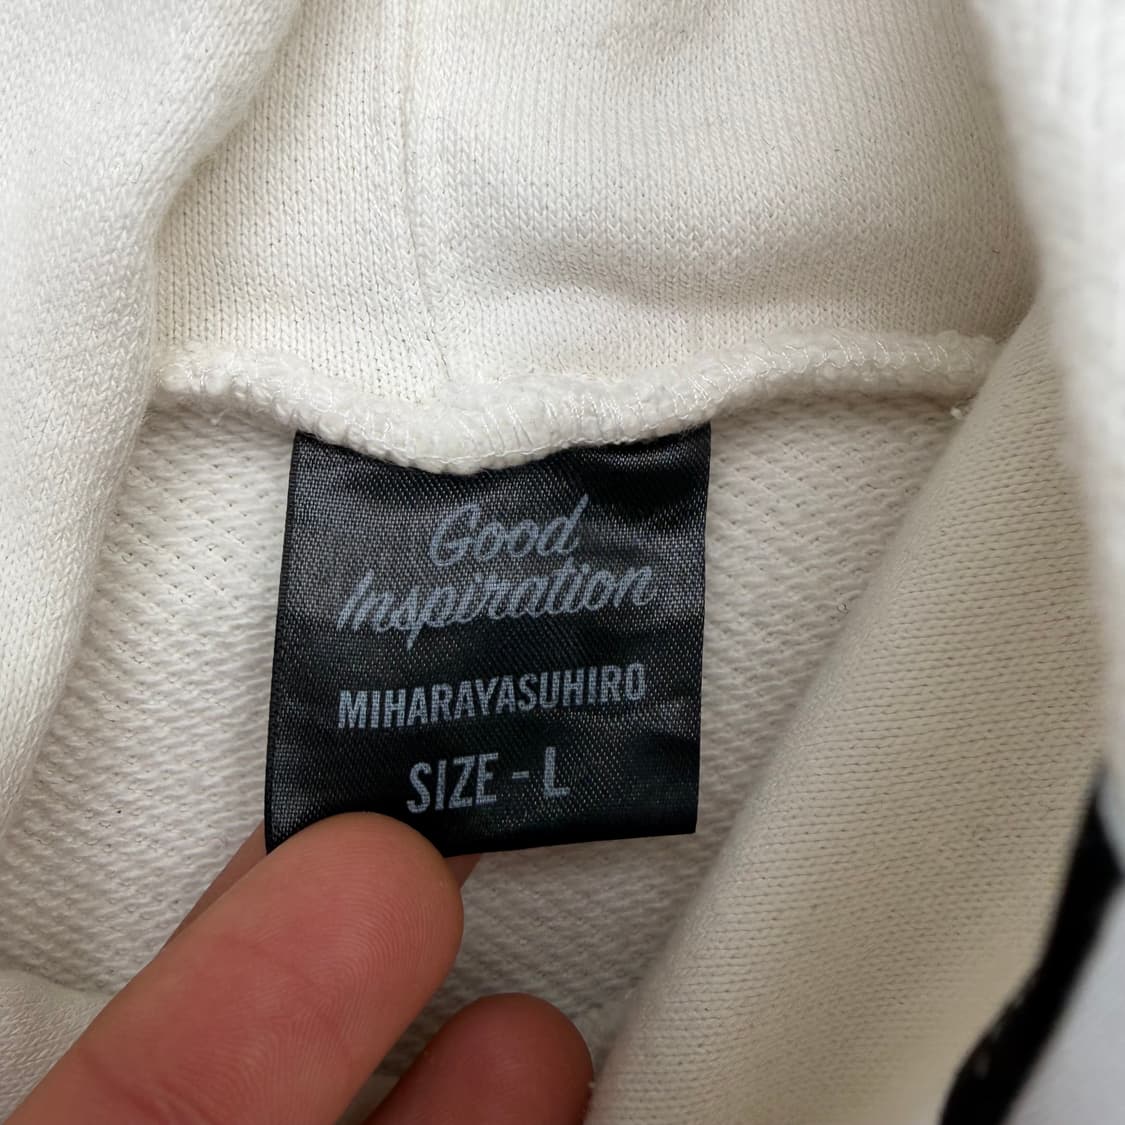 Good
Inspiration
MIHARAYASUHIRO
SIZE - L